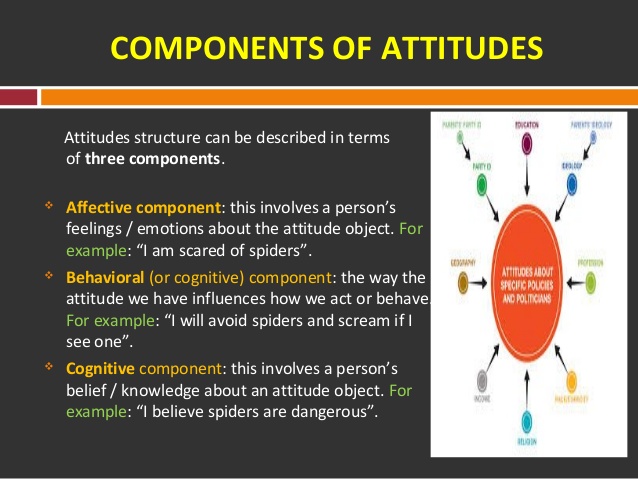 COMPONENTS OF ATTITUDES
Attitudes structure can be described in terms
of three components.
Affective component: this involves a person’s
feelings / emotions about the attitude object. For
example: “I am scared of spiders”.
Behavioral (or cognitive) component: the way the
attitude we have influences how we act or behave.
For example: “I will avoid spiders and scream if I
see one”.
Cognitive component: this involves a person’s
belief / knowledge about an attitude object. For
example: “I believe spiders are dangerous”.
PARENTS' PARTY ID
EDUCATION
PARENTS' IDEOLOGY
PARTY ID
IDEOLOGY
GEOGRAPHY
PROFESSION
ATTITUDES ABOUT
SPECIFIC POLICIES
AND POLITICIANS
INCOME
RELIGION